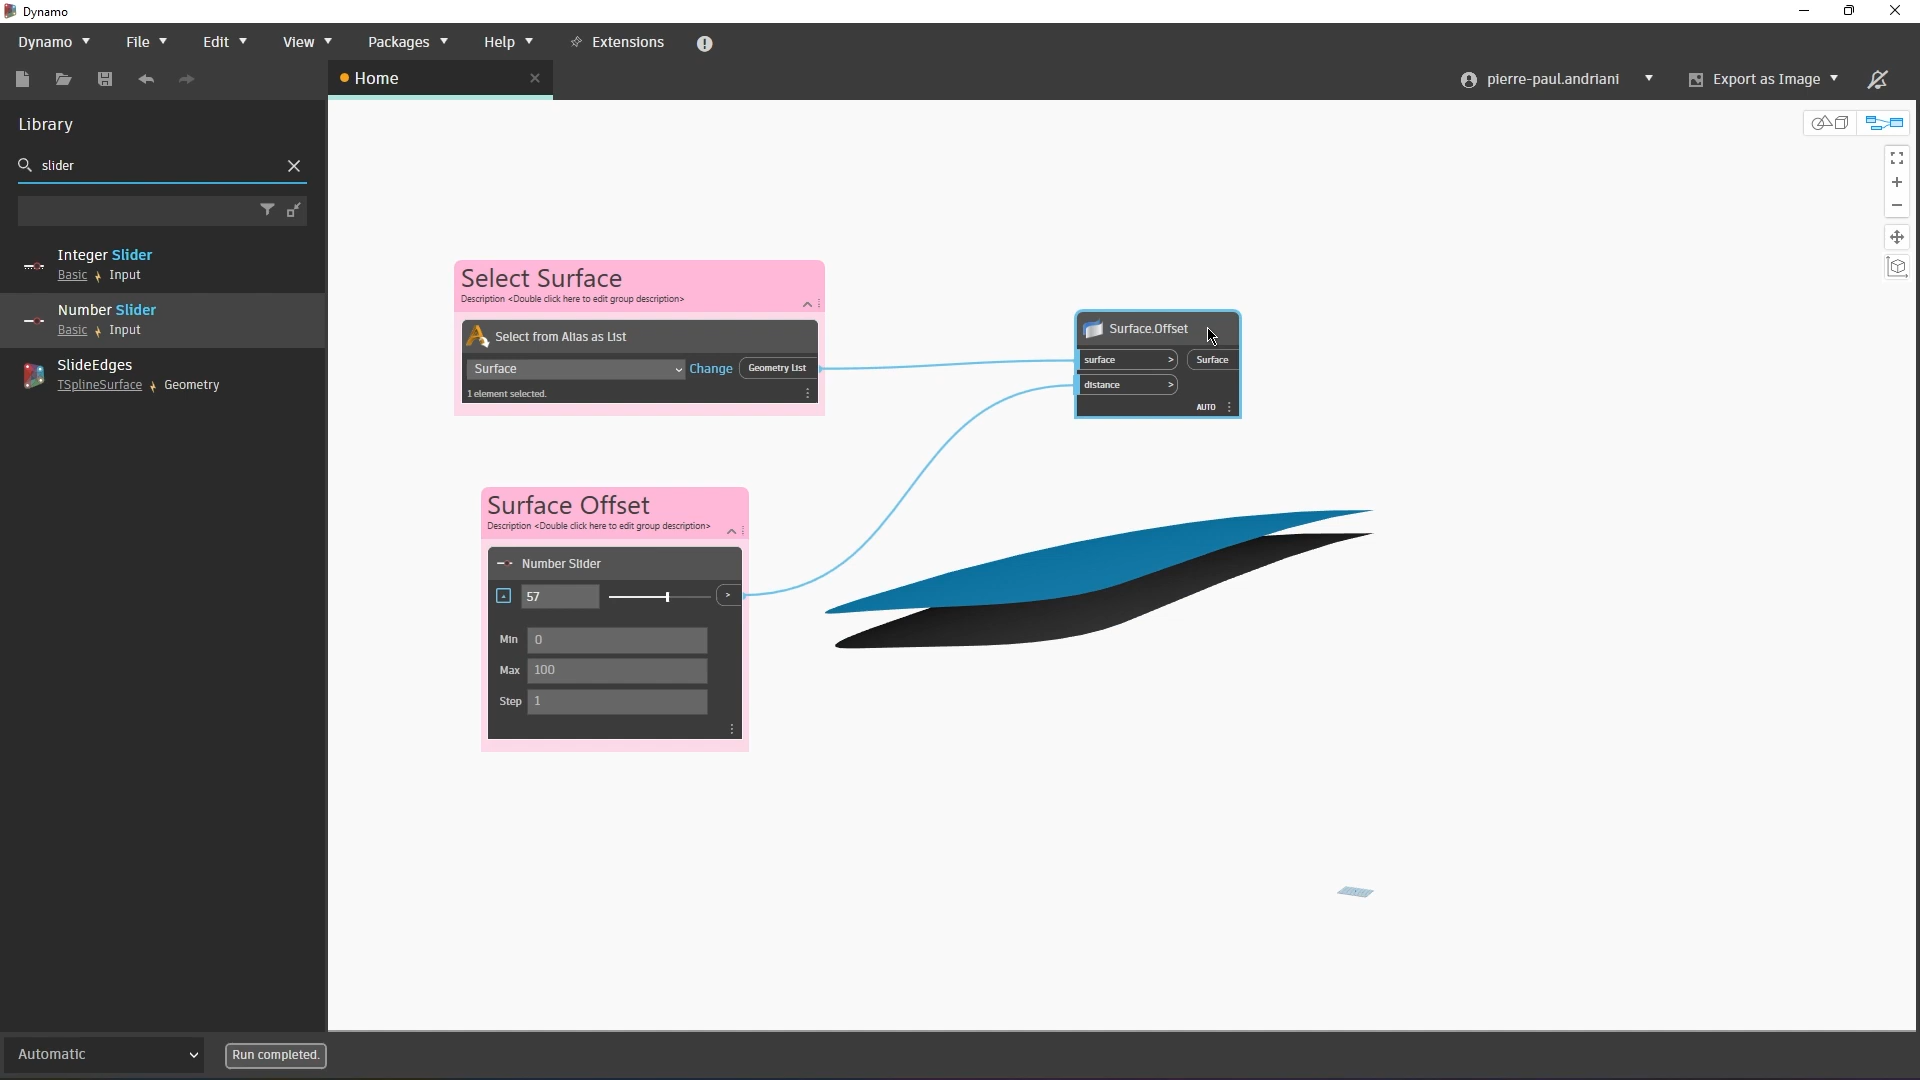 Dynamo
Dynamo File Edit View Packages Help Extensions
Home pierre-paul.andriani Export as Image
Library
slider
Integer Slider
Basic Input
Number Slider
Basic Input
SlideEdges
TSplineSurface Geometry
Select Surface
Description <Double click here to edit group description>
Select from Alias as List
Surface Change Geometry List
1 element selected.
Surface.Offset
surface > Surface
distance >
AUTO
Surface Offset
Description <Double click here to edit group description>
Number Slider
57 >
Min 0
Max 100
Step 1
Automatic Run completed.